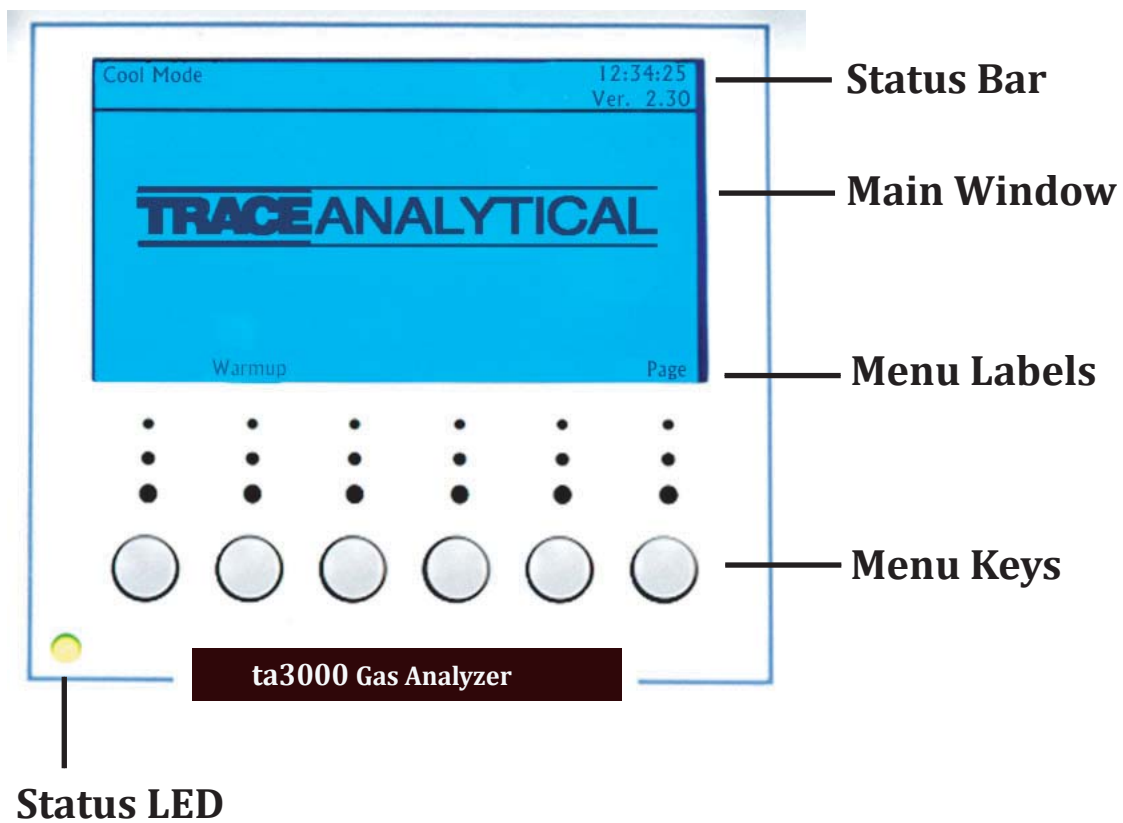 Cool Mode 12:34:25
Ver. 2.30
Status Bar
TRACEANALYTICAL
Main Window
Warmup Page
Menu Labels
Menu Keys
ta3000 Gas Analyzer
Status LED